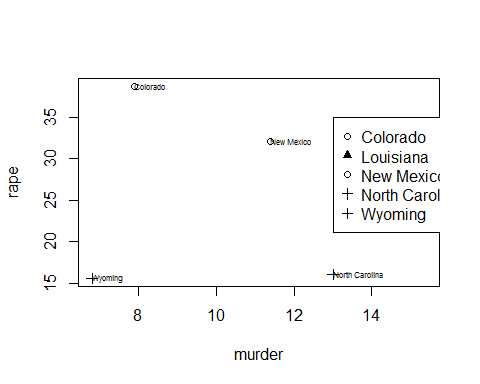 Colorado
New Mexico
Wyoming
North Carolina
Colorado
Louisiana
New Mexico
North Carol
Wyoming
35
30
25
20
15
rape
8
10
12
14
murder